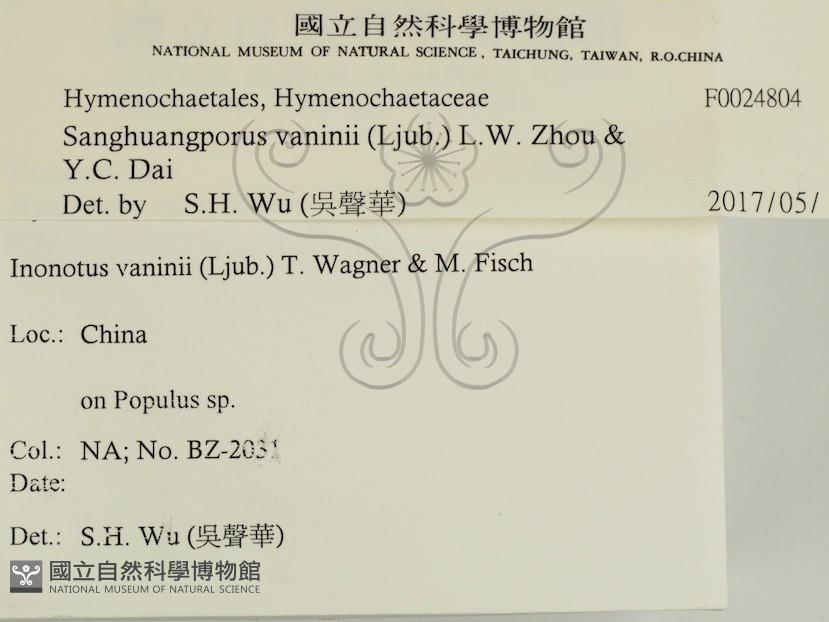 國立自然科學博物館
NATIONAL MUSEUM OF NATURAL SCIENCE, TAICHUNG, TAIWAN, R.O.CHINA
Hymenochaetales, Hymenochaetaceae F0024804
Sanghuangporus vaninii (Ljub.) L.W. Zhou &
Y.C. Dai
Det. by S.H. Wu (吳聲華) 2017/05/
Inonotus vaninii (Ljub.) T. Wagner & M. Fisch
Loc.: China
on Populus sp.
Col.: NA; No. BZ-2031
Date:
Det.: S.H. Wu (吳聲華)
國立自然科學博物館
NATIONAL MUSEUM OF NATURAL SCIENCE